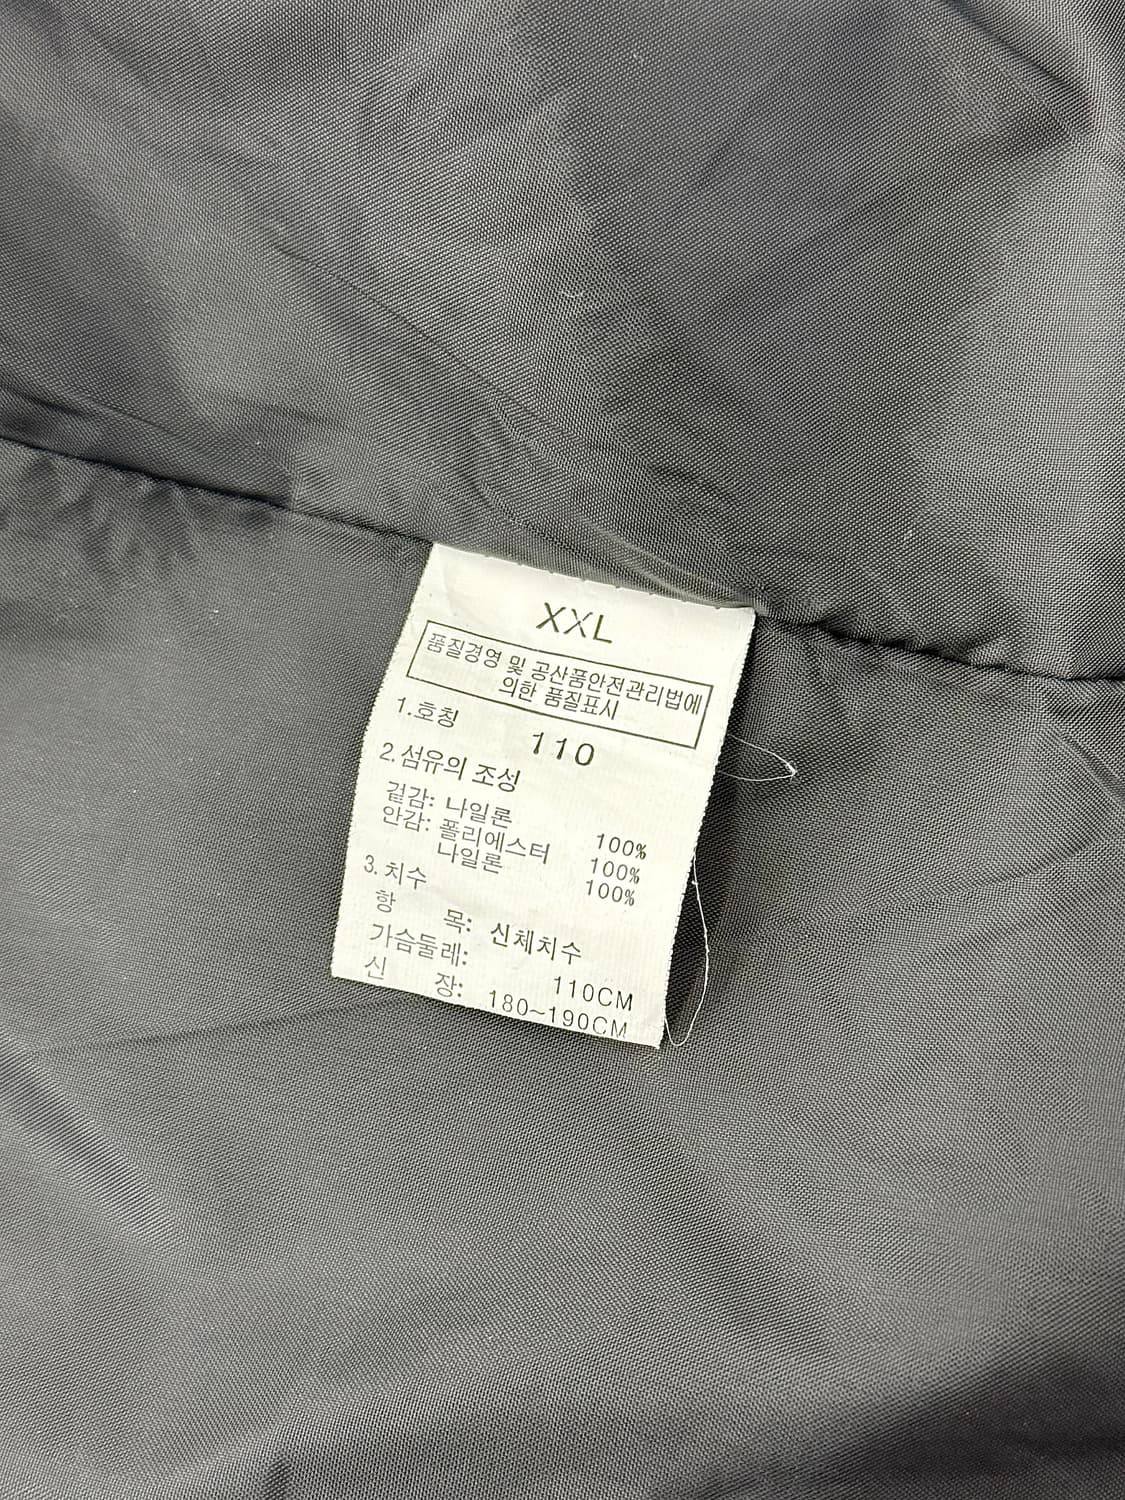 XXL
품질경영 및 공산품안전관리법에
의한 품질표시
1.호칭 110
2.섬유의 조성
겉감: 나일론 100%
안감: 폴리에스터 100%
나일론 100%
3.치수
항 목: 신체치수
가슴둘레: 110CM
신 장: 180~190CM